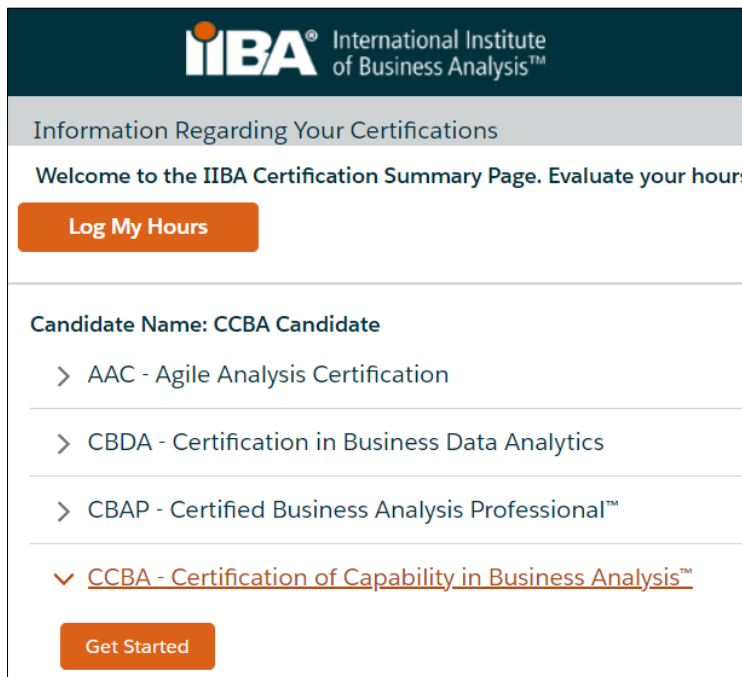 iiBA® International Institute
of Business Analysis™
Information Regarding Your Certifications
Welcome to the IIBA Certification Summary Page. Evaluate your hours
Log My Hours
Candidate Name: CCBA Candidate
AAC - Agile Analysis Certification
CBDA - Certification in Business Data Analytics
CBAP - Certified Business Analysis Professional™
CCBA - Certification of Capability in Business Analysis™
Get Started